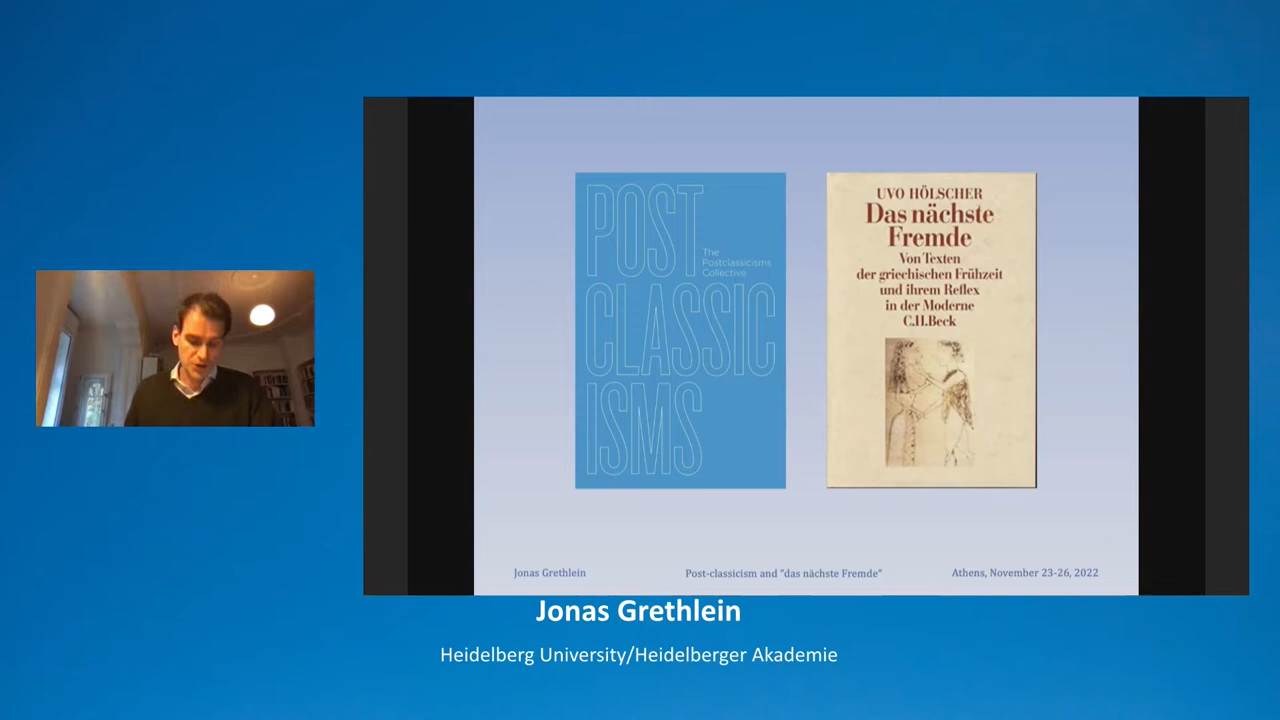 POST
The
Postclassicisms
Collective
CLASSIC
ISMS
UVO HÖLSCHER
Das nächste
Fremde
Von Texten
der griechischen Frühzeit
und ihrem Reflex
in der Moderne
C.H.Beck
Jonas Grethlein
Post-classicism and "das nächste Fremde"
Athens, November 23-26, 2022
Jonas Grethlein
Heidelberg University/Heidelberger Akademie